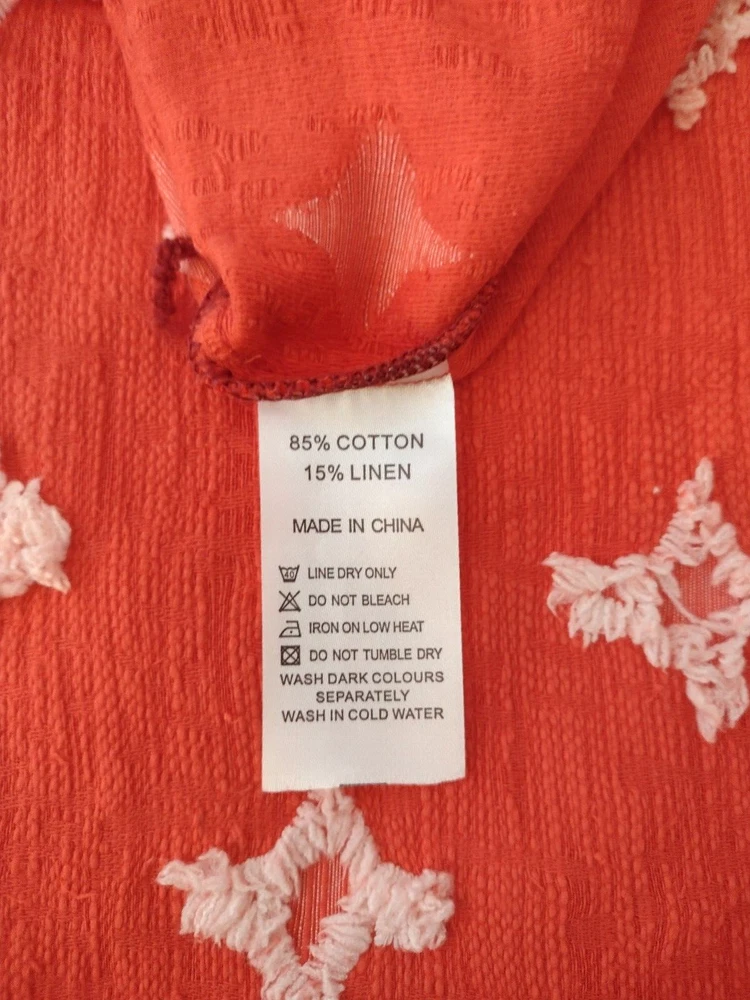 85% COTTON
15% LINEN
MADE IN CHINA
40 LINE DRY ONLY
DO NOT BLEACH
IRON ON LOW HEAT
DO NOT TUMBLE DRY
WASH DARK COLOURS
SEPARATELY
WASH IN COLD WATER